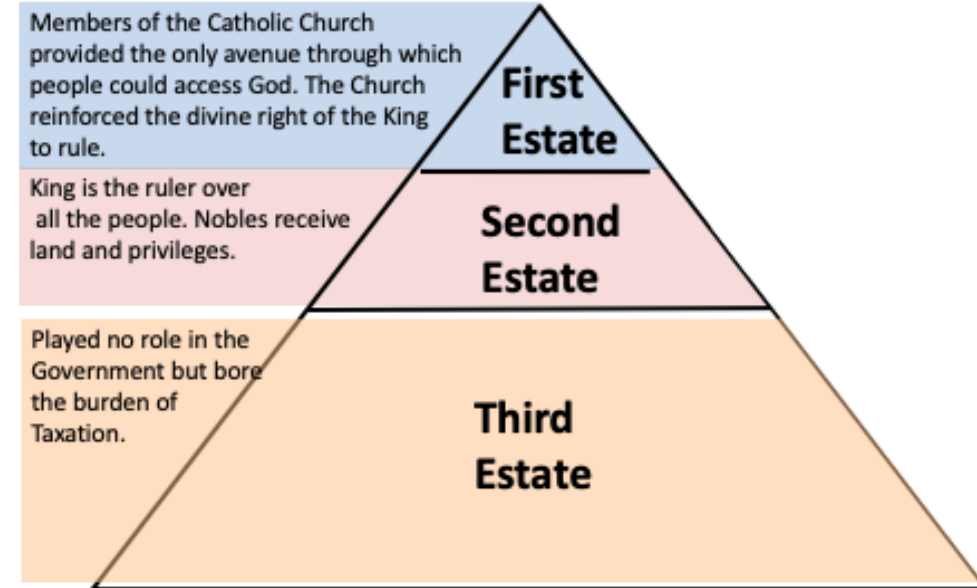 Members of the Catholic Church
provided the only avenue through which
people could access God. The Church
reinforced the divine right of the King
to rule.
First
Estate
King is the ruler over
all the people. Nobles receive
land and privileges.
Second
Estate
Played no role in the
Government but bore
the burden of
Taxation.
Third
Estate